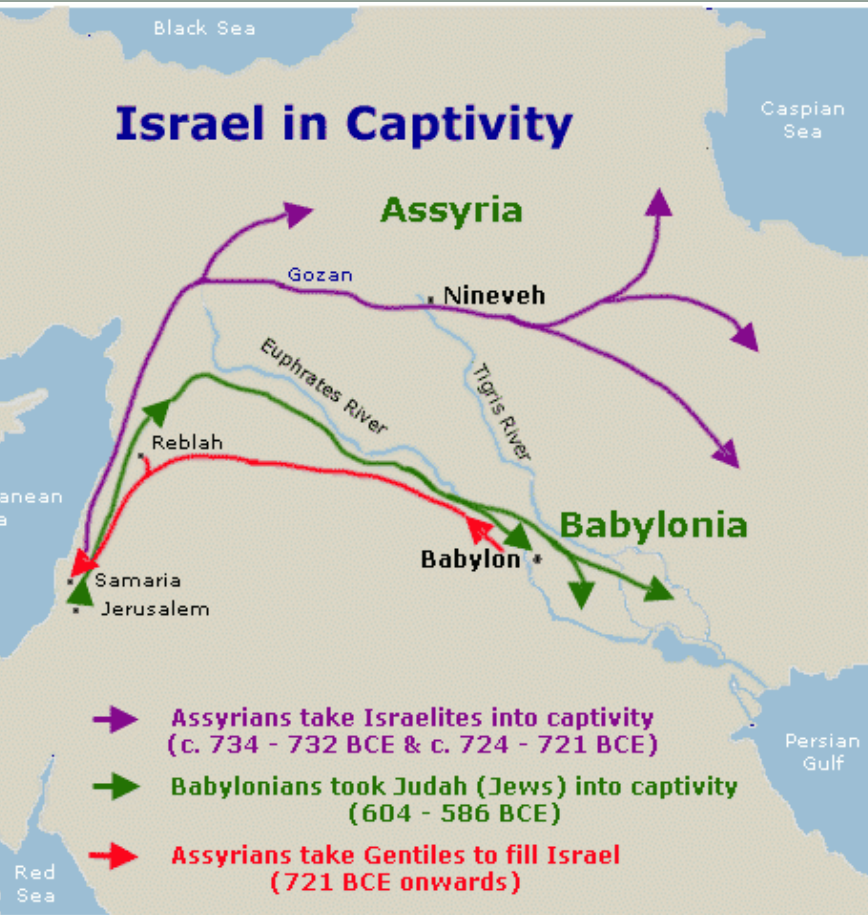 Black Sea
Caspian
Sea
Israel in Captivity
Assyria
Gozan
Nineveh
Euphrates River
Tigris River
Reblah
anean
a
Babylonia
Babylon
Samaria
Jerusalem
Assyrians take Israelites into captivity
(c. 734 - 732 BCE & c. 724 - 721 BCE)
Persian
Gulf
Babylonians took Judah (Jews) into captivity
(604 - 586 BCE)
Assyrians take Gentiles to fill Israel
(721 BCE onwards)
Red
Sea